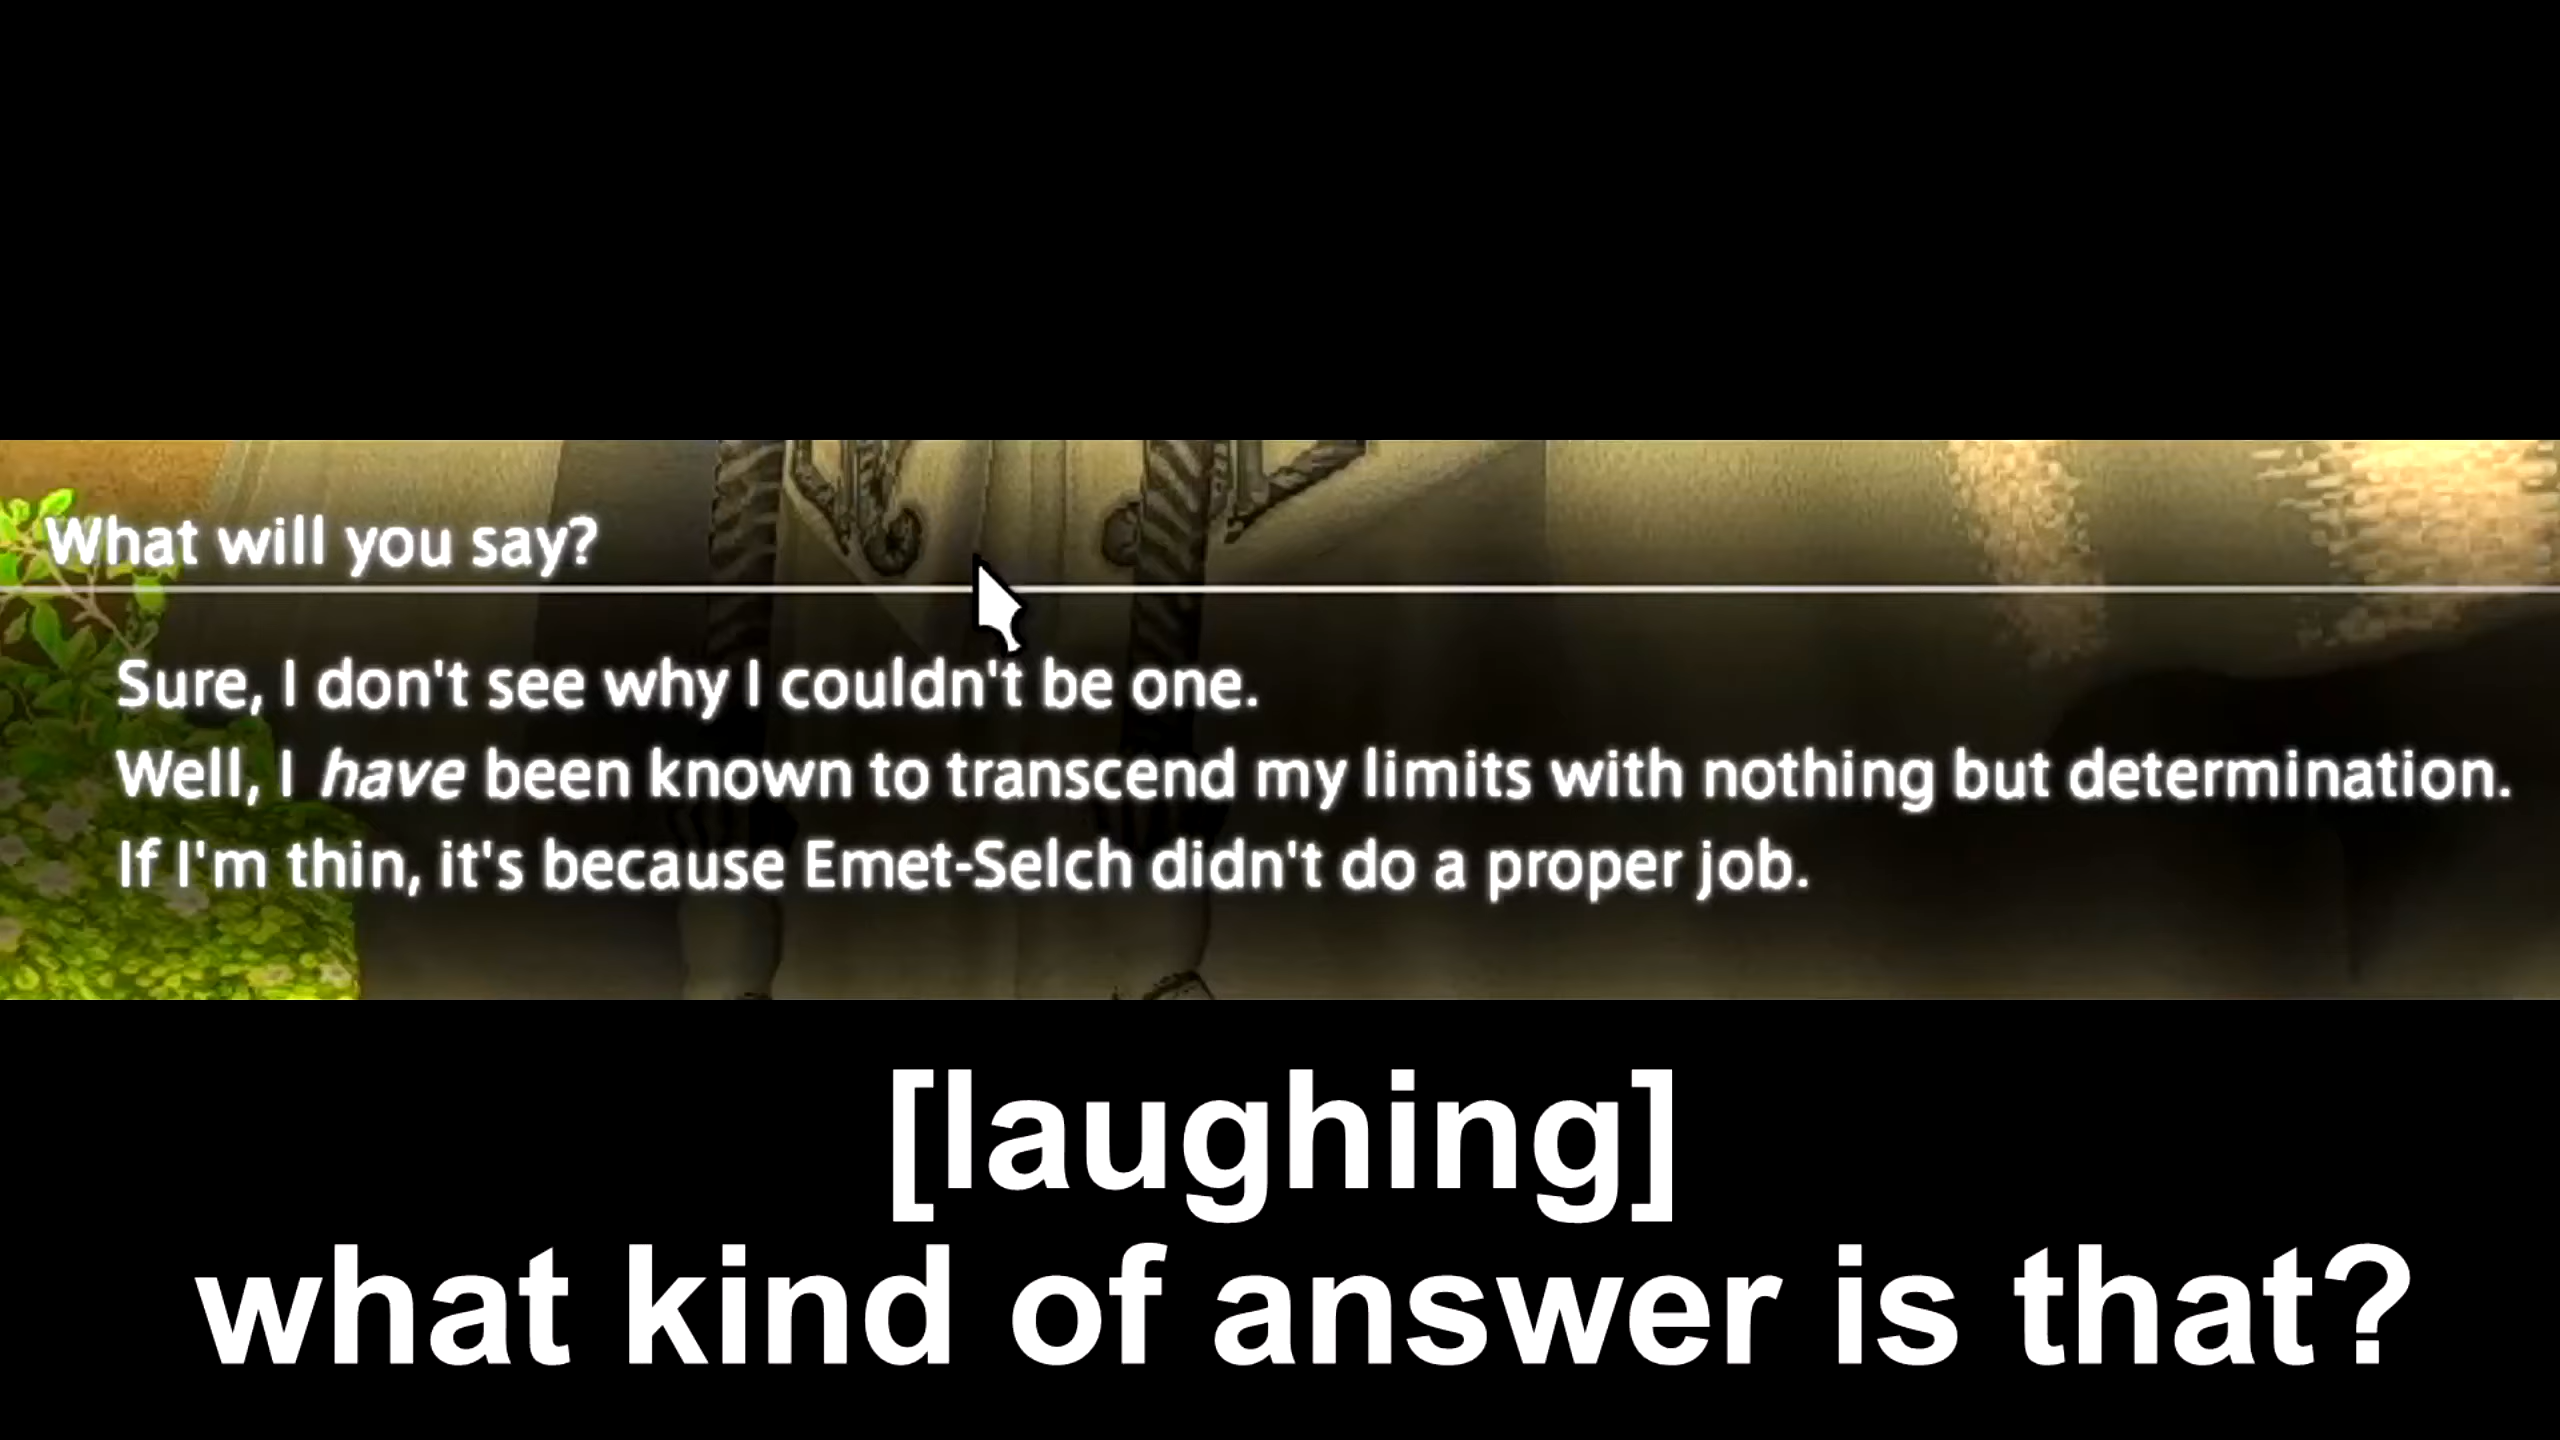 What will you say?
Sure, I don't see why I couldn't be one.
Well, I have been known to transcend my limits with nothing but determination.
If I'm thin, it's because Emet-Selch didn't do a proper job.
[laughing]
what kind of answer is that?